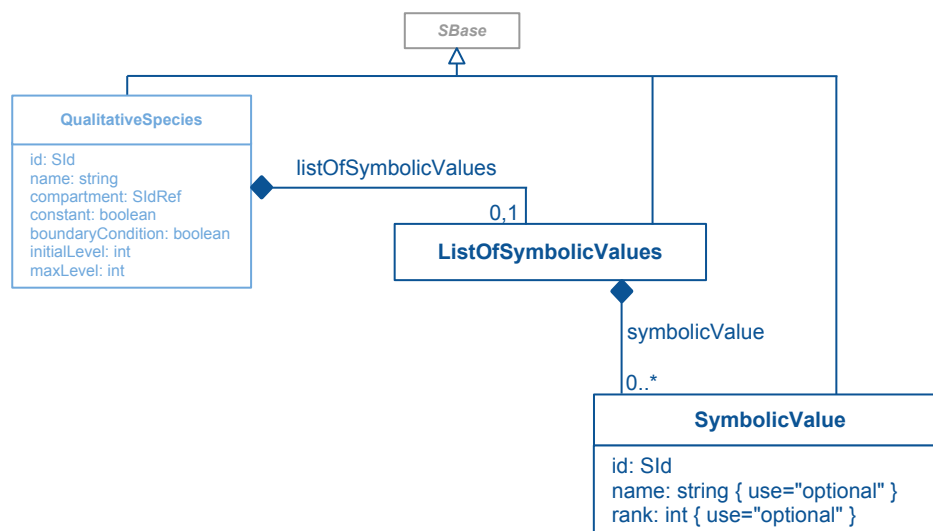 SBase
QualitativeSpecies
id: SId
name: string
compartment: SIdRef
constant: boolean
boundaryCondition: boolean
initialLevel: int
maxLevel: int
listOfSymbolicValues
0,1
ListOfSymbolicValues
symbolicValue
0..*
SymbolicValue
id: SId
name: string { use="optional" }
rank: int { use="optional" }